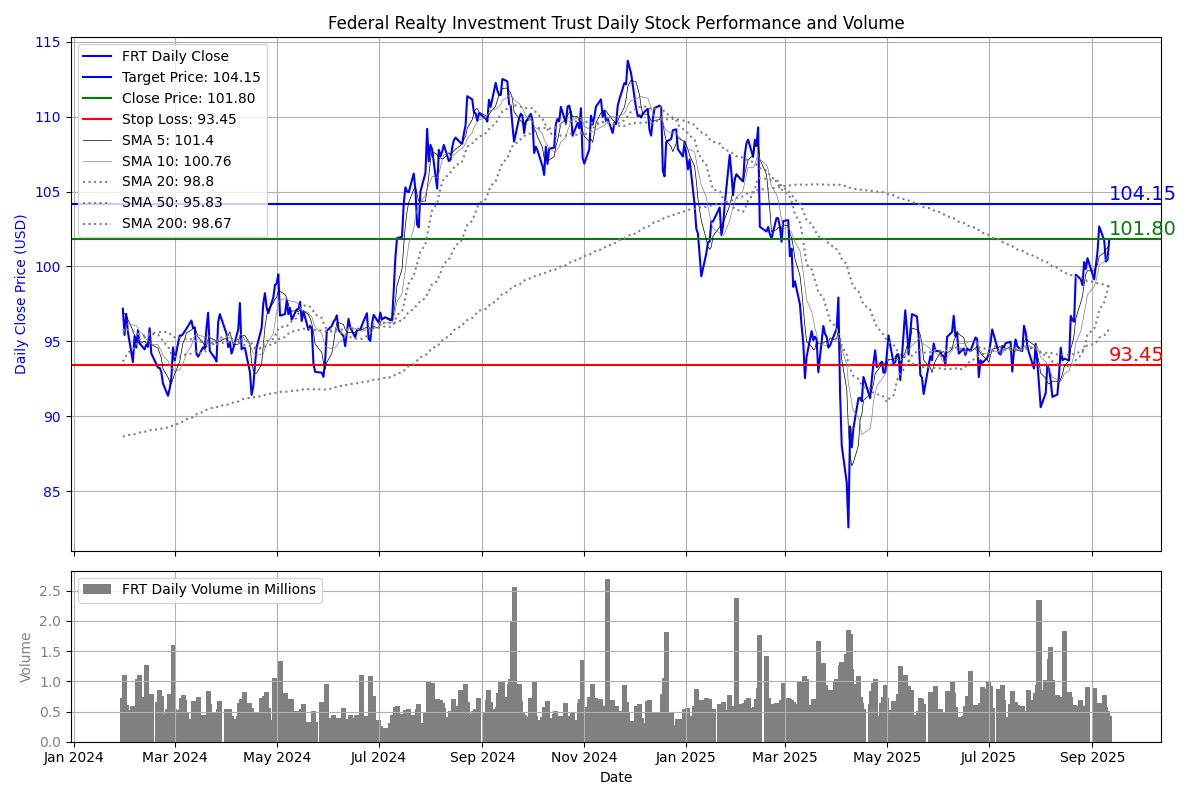 Federal Realty Investment Trust Daily Stock Performance and Volume
115
110
105
100
95
90
85
Daily Close Price (USD)
FRT Daily Close
Target Price: 104.15
Close Price: 101.80
Stop Loss: 93.45
SMA 5: 101.4
SMA 10: 100.76
SMA 20: 98.8
SMA 50: 95.83
SMA 200: 98.67
104.15
101.80
93.45
2.5
2.0
1.5
1.0
0.5
0.0
Volume
FRT Daily Volume in Millions
Jan 2024
Mar 2024
May 2024
Jul 2024
Sep 2024
Nov 2024
Jan 2025
Mar 2025
May 2025
Jul 2025
Sep 2025
Date